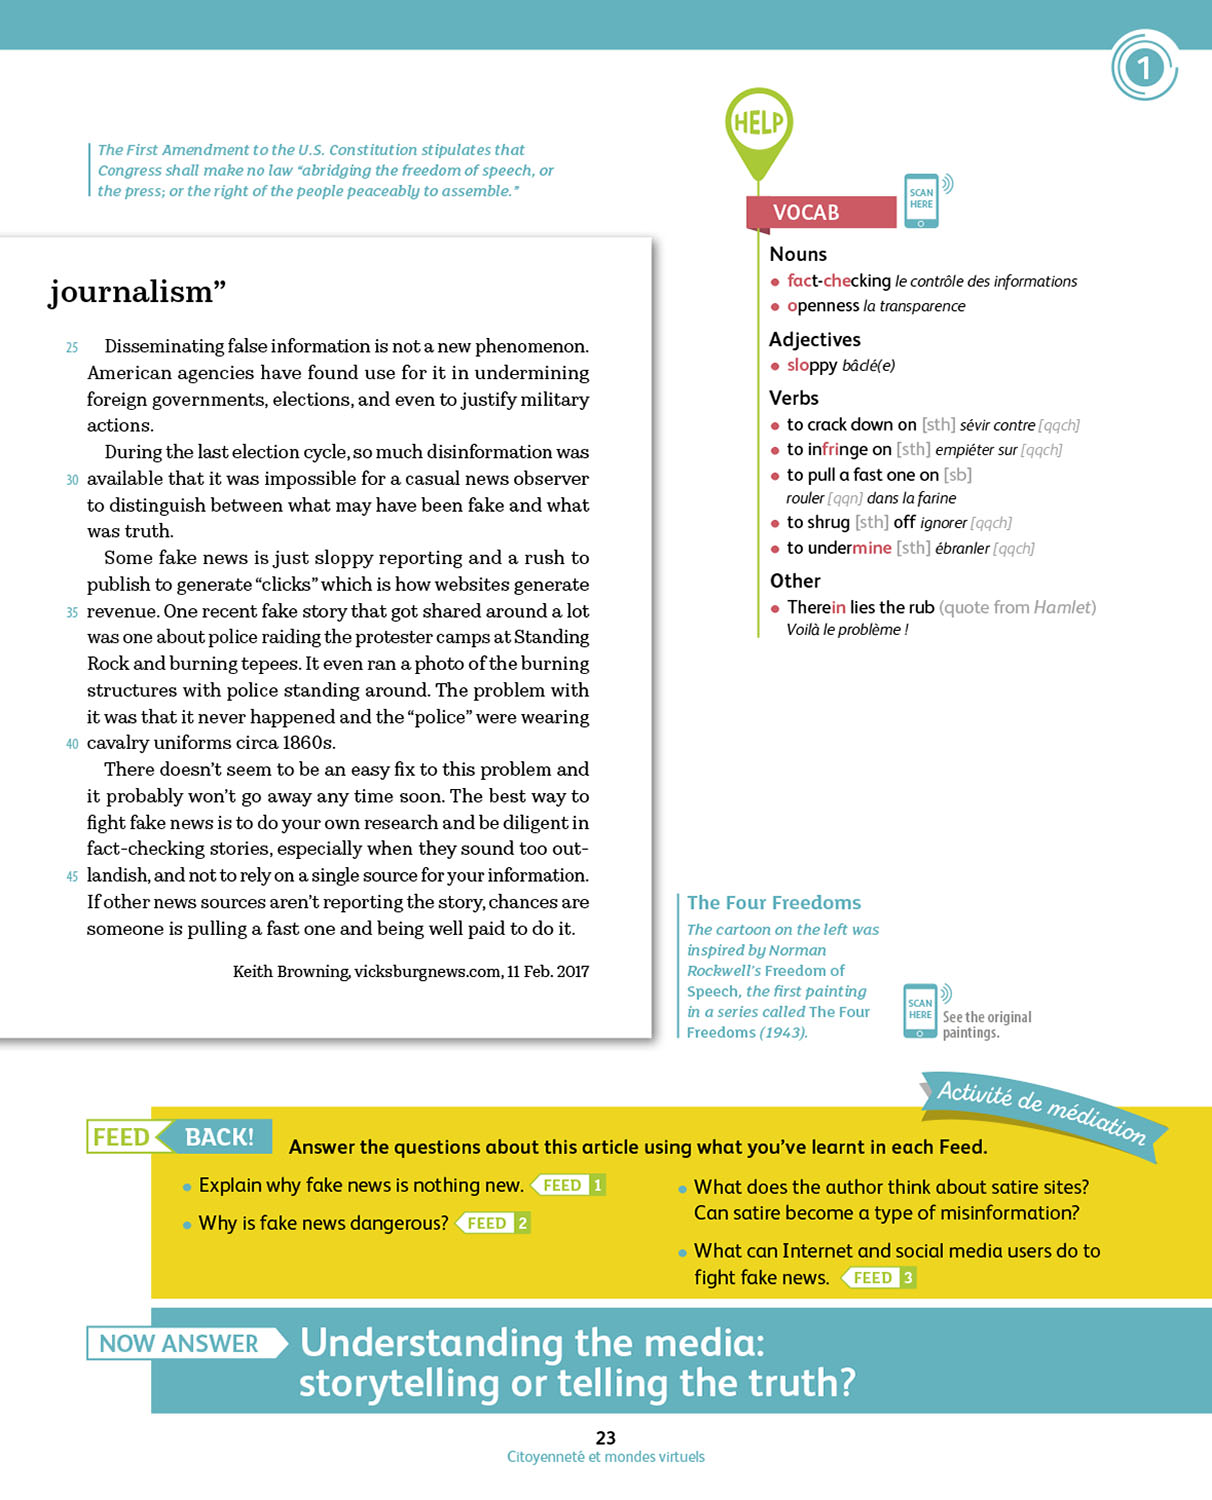 1
The First Amendment to the U.S. Constitution stipulates that
Congress shall make no law “abridging the freedom of speech, or
the press; or the right of the people peaceably to assemble.”
journalism”
25 Disseminating false information is not a new phenomenon.
American agencies have found use for it in undermining
foreign governments, elections, and even to justify military
actions.
During the last election cycle, so much disinformation was
30 available that it was impossible for a casual news observer
to distinguish between what may have been fake and what
was truth.
Some fake news is just sloppy reporting and a rush to
publish to generate “clicks” which is how websites generate
35 revenue. One recent fake story that got shared around a lot
was one about police raiding the protester camps at Standing
Rock and burning tepees. It even ran a photo of the burning
structures with police standing around. The problem with
it was that it never happened and the “police” were wearing
40 cavalry uniforms circa 1860s.
There doesn’t seem to be an easy fix to this problem and
it probably won’t go away any time soon. The best way to
fight fake news is to do your own research and be diligent in
fact-checking stories, especially when they sound too out-
45 landish, and not to rely on a single source for your information.
If other news sources aren’t reporting the story, chances are
someone is pulling a fast one and being well paid to do it.
Keith Browning, vicksburgnews.com, 11 Feb. 2017
HELP
VOCAB
SCAN
HERE
Nouns
• fact-checking le contrôle des informations
• openness la transparence
Adjectives
• sloppy bâclé(e)
Verbs
• to crack down on [sth] sévir contre [qqch]
• to infringe on [sth] empiéter sur [qqch]
• to pull a fast one on [sb]
rouler [qqn] dans la farine
• to shrug [sth] off ignorer [qqch]
• to undermine [sth] ébranler [qqch]
Other
• Therein lies the rub (quote from Hamlet)
Voilà le problème !
The Four Freedoms
The cartoon on the left was
inspired by Norman
Rockwell’s Freedom of
Speech, the first painting
in a series called The Four
Freedoms (1943).
SCAN
HERE
See the original
paintings.
Activité de médiation
FEED BACK!
Answer the questions about this article using what you’ve learnt in each Feed.
• Explain why fake news is nothing new. FEED 1
• Why is fake news dangerous? FEED 2
• What does the author think about satire sites?
Can satire become a type of misinformation?
• What can Internet and social media users do to
fight fake news. FEED 3
NOW ANSWER
Understanding the media:
storytelling or telling the truth?
23
Citoyenneté et mondes virtuels